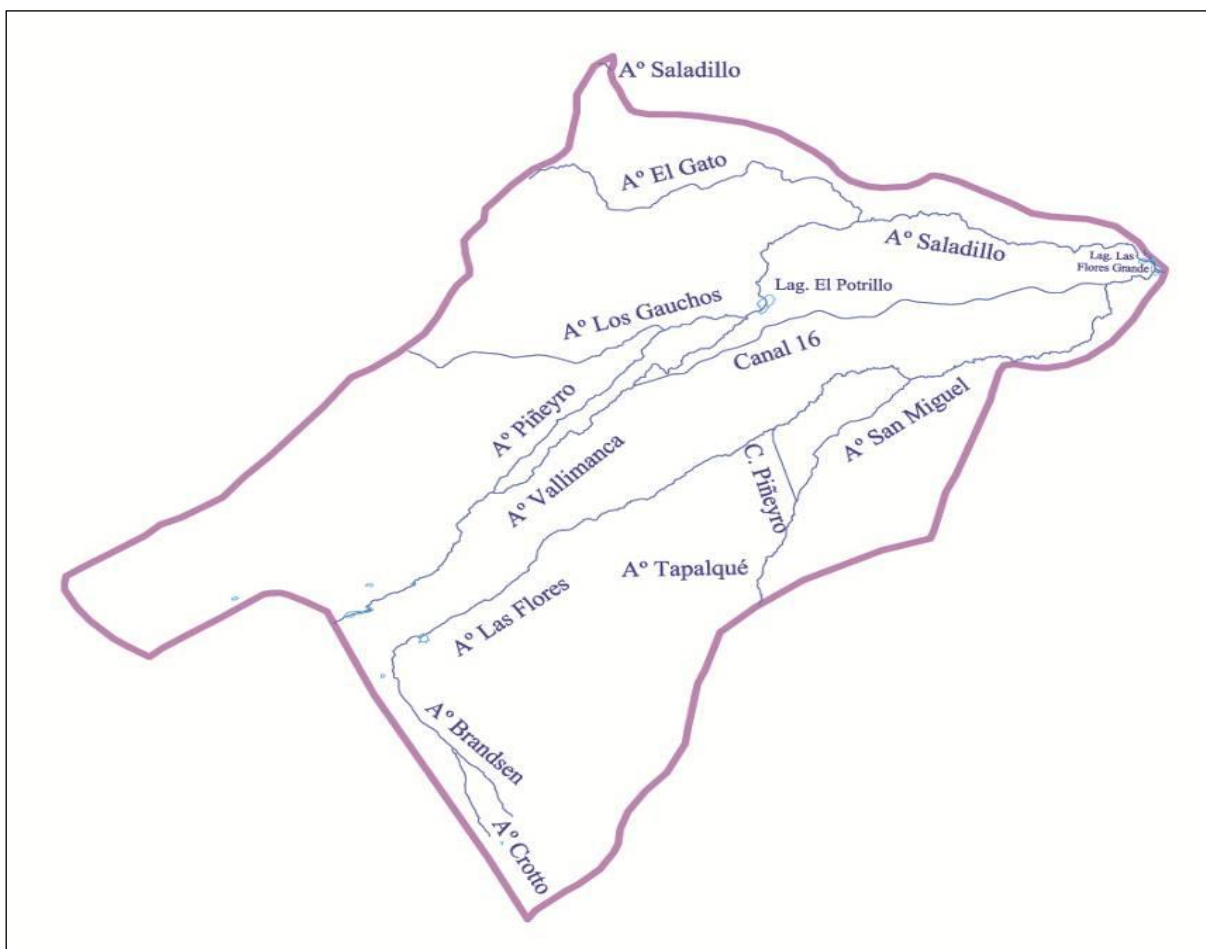 Aº Saladillo
Aº El Gato
Aº Saladillo
Lag. Las
Flores Grande
Lag. El Potrillo
Aº Los Gauchos
Canal 16
Aº Piñeyro
Aº San Miguel
Aº Vallimanca
C. Piñeyro
Aº Tapalqué
Aº Las Flores
Aº Brandsen
Aº Crotto